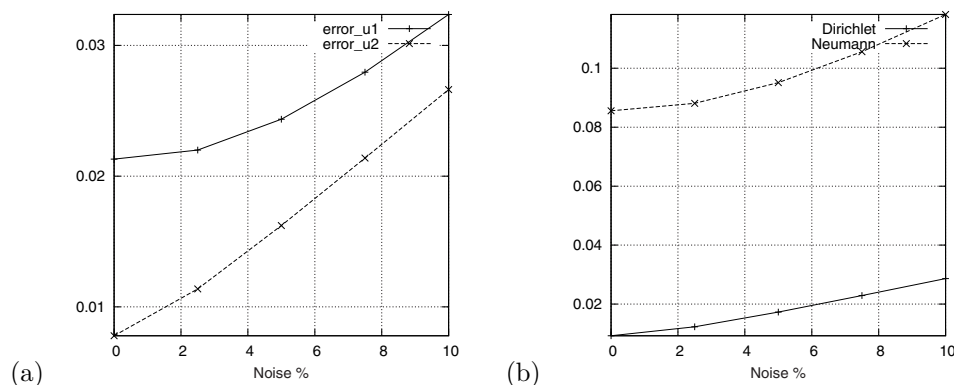 0.03
0.02
0.01
error_u1
error_u2
0 2 4 6 8 10
Noise %
(a)
0.1
0.08
0.06
0.04
0.02
Dirichlet
Neumann
0 2 4 6 8 10
Noise %
(b)